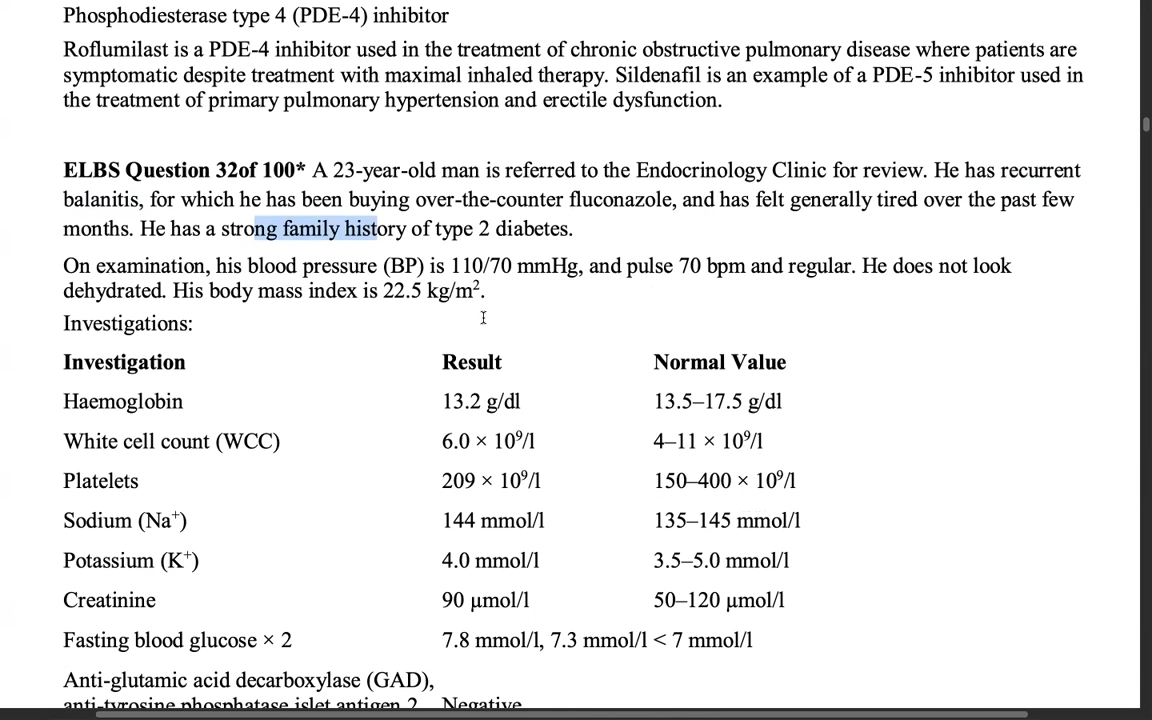 Phosphodiesterase type 4 (PDE-4) inhibitor
Roflumilast is a PDE-4 inhibitor used in the treatment of chronic obstructive pulmonary disease where patients are
symptomatic despite treatment with maximal inhaled therapy. Sildenafil is an example of a PDE-5 inhibitor used in
the treatment of primary pulmonary hypertension and erectile dysfunction.
ELBS Question 32of 100* A 23-year-old man is referred to the Endocrinology Clinic for review. He has recurrent
balanitis, for which he has been buying over-the-counter fluconazole, and has felt generally tired over the past few
months. He has a strong family history of type 2 diabetes.
On examination, his blood pressure (BP) is 110/70 mmHg, and pulse 70 bpm and regular. He does not look
dehydrated. His body mass index is 22.5 kg/m².
Investigations:
Investigation Result Normal Value
Haemoglobin 13.2 g/dl 13.5–17.5 g/dl
White cell count (WCC) 6.0 × 10⁹/l 4–11 × 10⁹/l
Platelets 209 × 10⁹/l 150–400 × 10⁹/l
Sodium (Na⁺) 144 mmol/l 135–145 mmol/l
Potassium (K⁺) 4.0 mmol/l 3.5–5.0 mmol/l
Creatinine 90 µmol/l 50–120 µmol/l
Fasting blood glucose × 2 7.8 mmol/l, 7.3 mmol/l < 7 mmol/l
Anti-glutamic acid decarboxylase (GAD),
anti-tyrosine phosphatase islet antigen 2 Negative